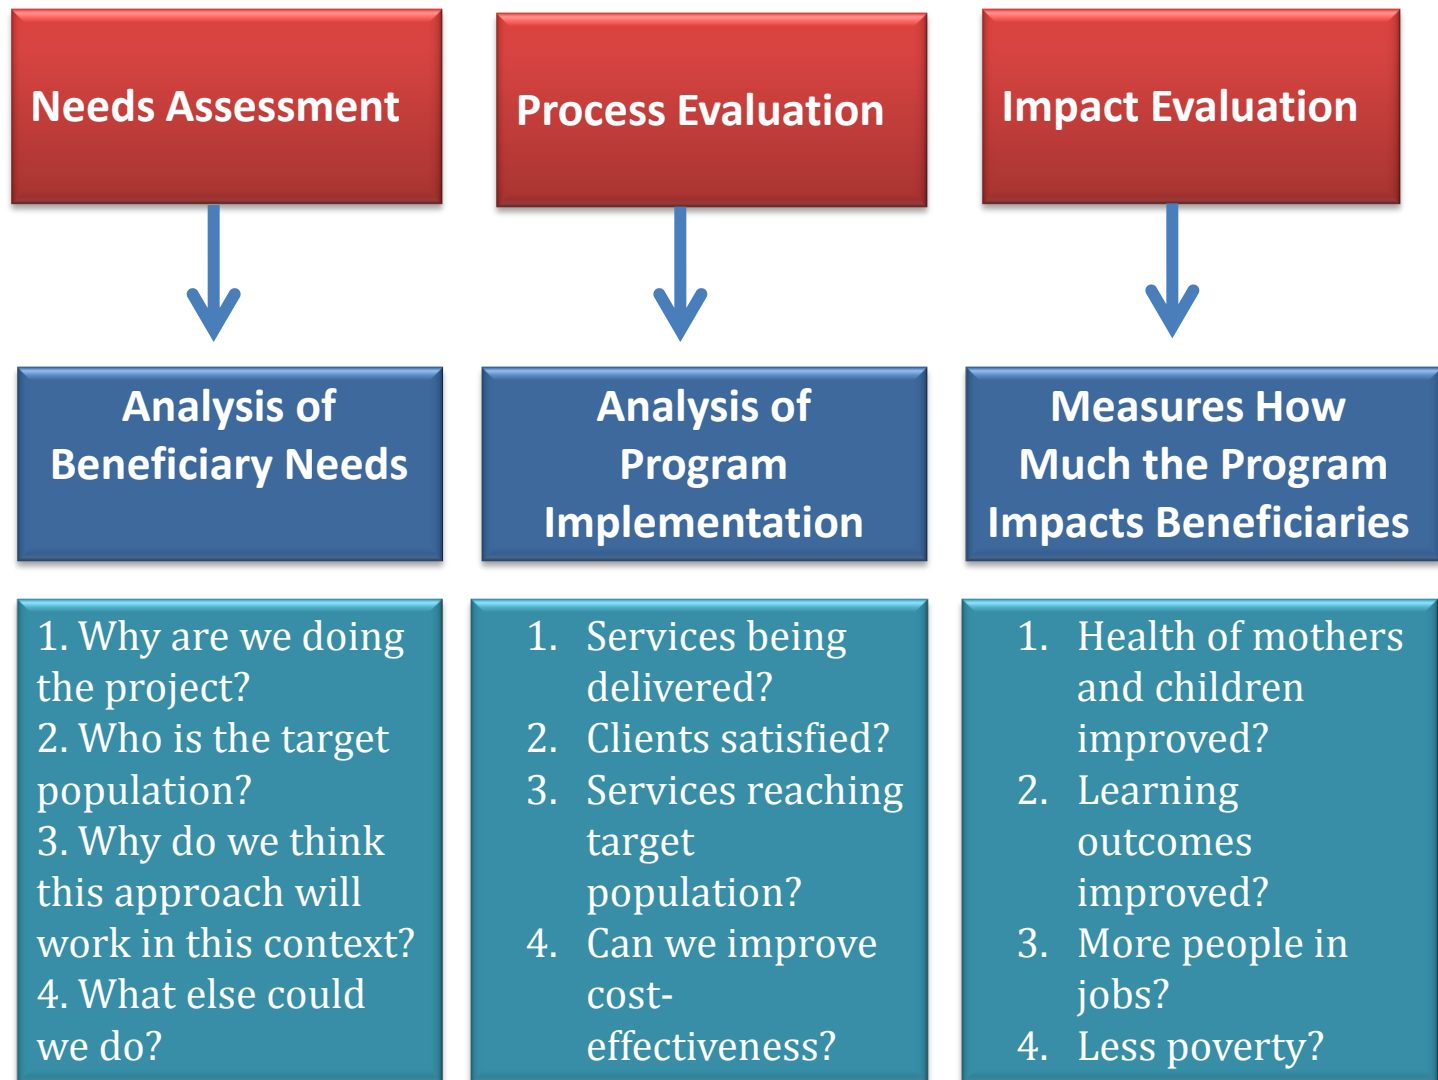 Needs Assessment
Process Evaluation
Impact Evaluation
Analysis of
Beneficiary Needs
Analysis of
Program
Implementation
Measures How
Much the Program
Impacts Beneficiaries
1. Why are we doing
the project?
2. Who is the target
population?
3. Why do we think
this approach will
work in this context?
4. What else could
we do?
1. Services being
delivered?
2. Clients satisfied?
3. Services reaching
target
population?
4. Can we improve
cost-
effectiveness?
1. Health of mothers
and children
improved?
2. Learning
outcomes
improved?
3. More people in
jobs?
4. Less poverty?